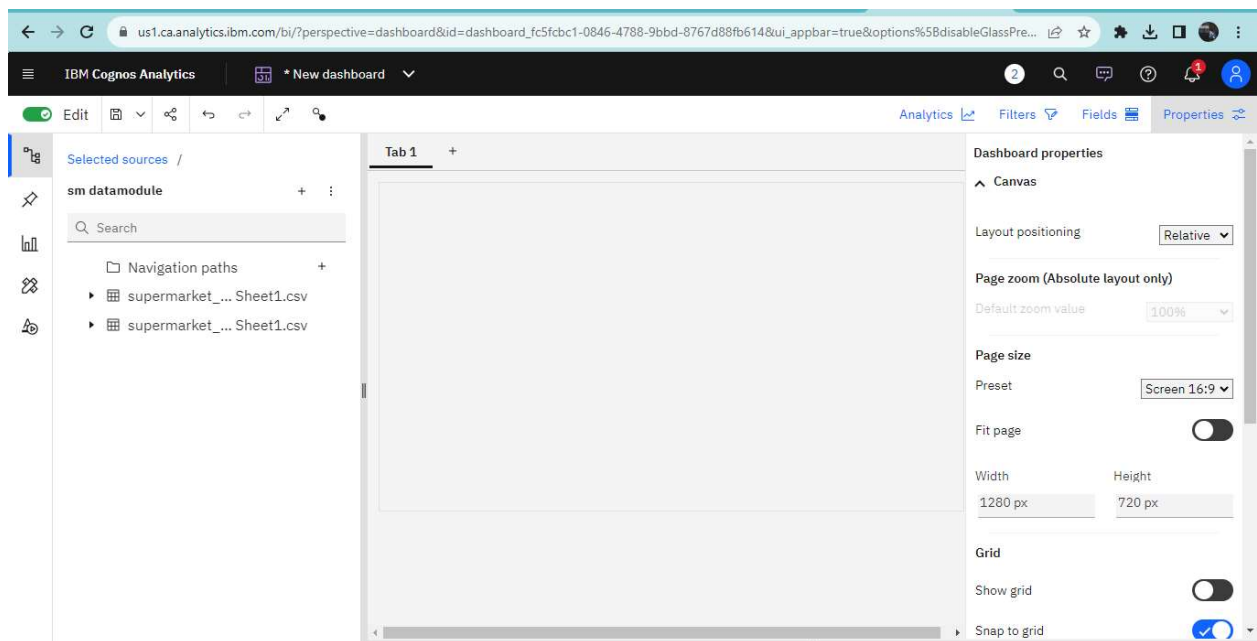 us1.ca.analytics.ibm.com/bi/?perspective=dashboard&id=dashboard_fc5fcbc1-0846-4788-9bbd-8767d88fb614&ui_appbar=true&options%5BdisableGlassPre...
IBM Cognos Analytics
* New dashboard
2
1
Edit
Analytics
Filters
Fields
Properties
Selected sources /
sm datamodule
Search
Navigation paths
supermarket_... Sheet1.csv
supermarket_... Sheet1.csv
Tab 1
Dashboard properties
Canvas
Layout positioning
Relative
Page zoom (Absolute layout only)
Default zoom value
100%
Page size
Preset
Screen 16:9
Fit page
Width Height
1280 px 720 px
Grid
Show grid
Snap to grid